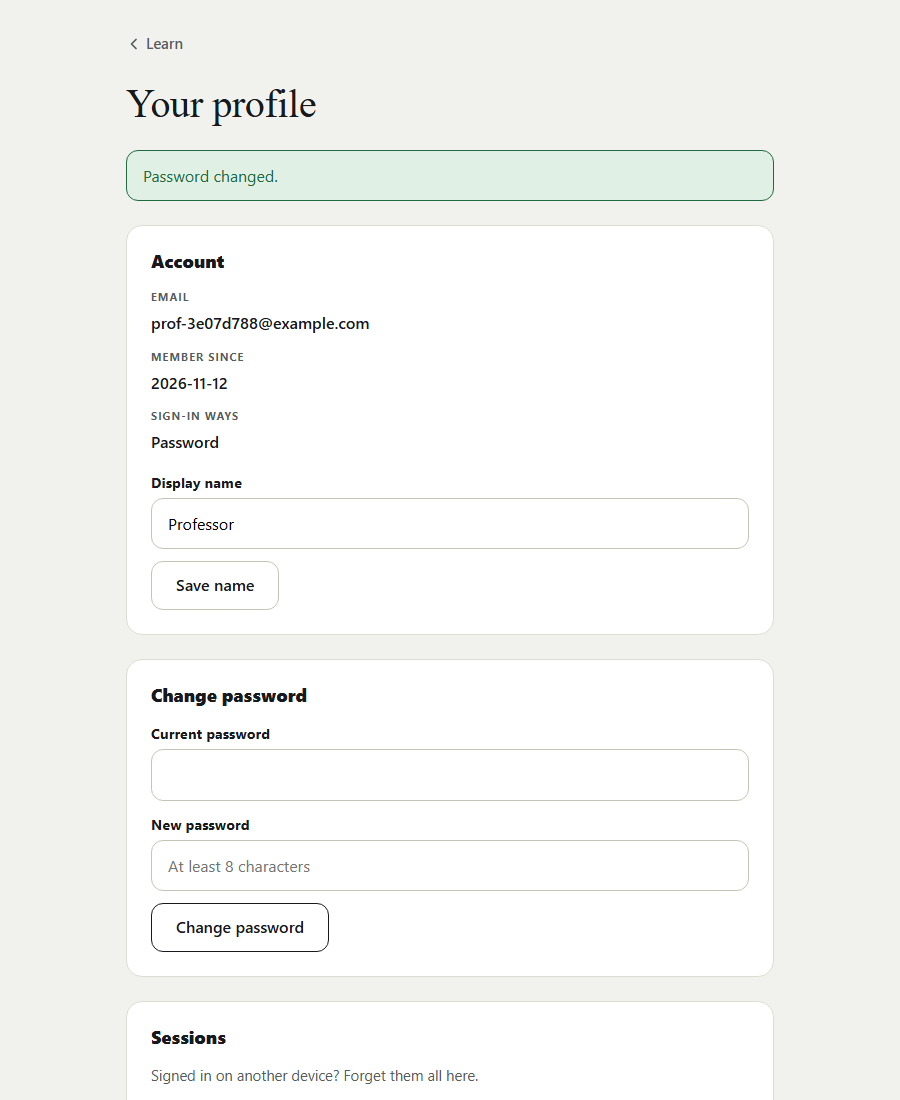 Learn
Your profile
Password changed.
Account
EMAIL
prof-3e07d788@example.com
MEMBER SINCE
2026-11-12
SIGN-IN WAYS
Password
Display name
Professor
Save name
Change password
Current password
New password
At least 8 characters
Change password
Sessions
Signed in on another device? Forget them all here.